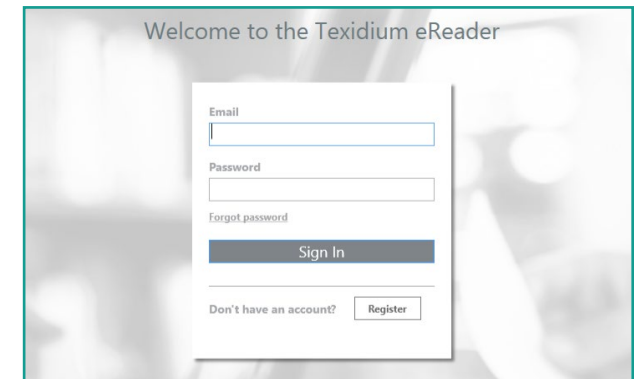 Welcome to the Texidium eReader
Email
Password
Forgot password
Sign In
Don't have an account? Register